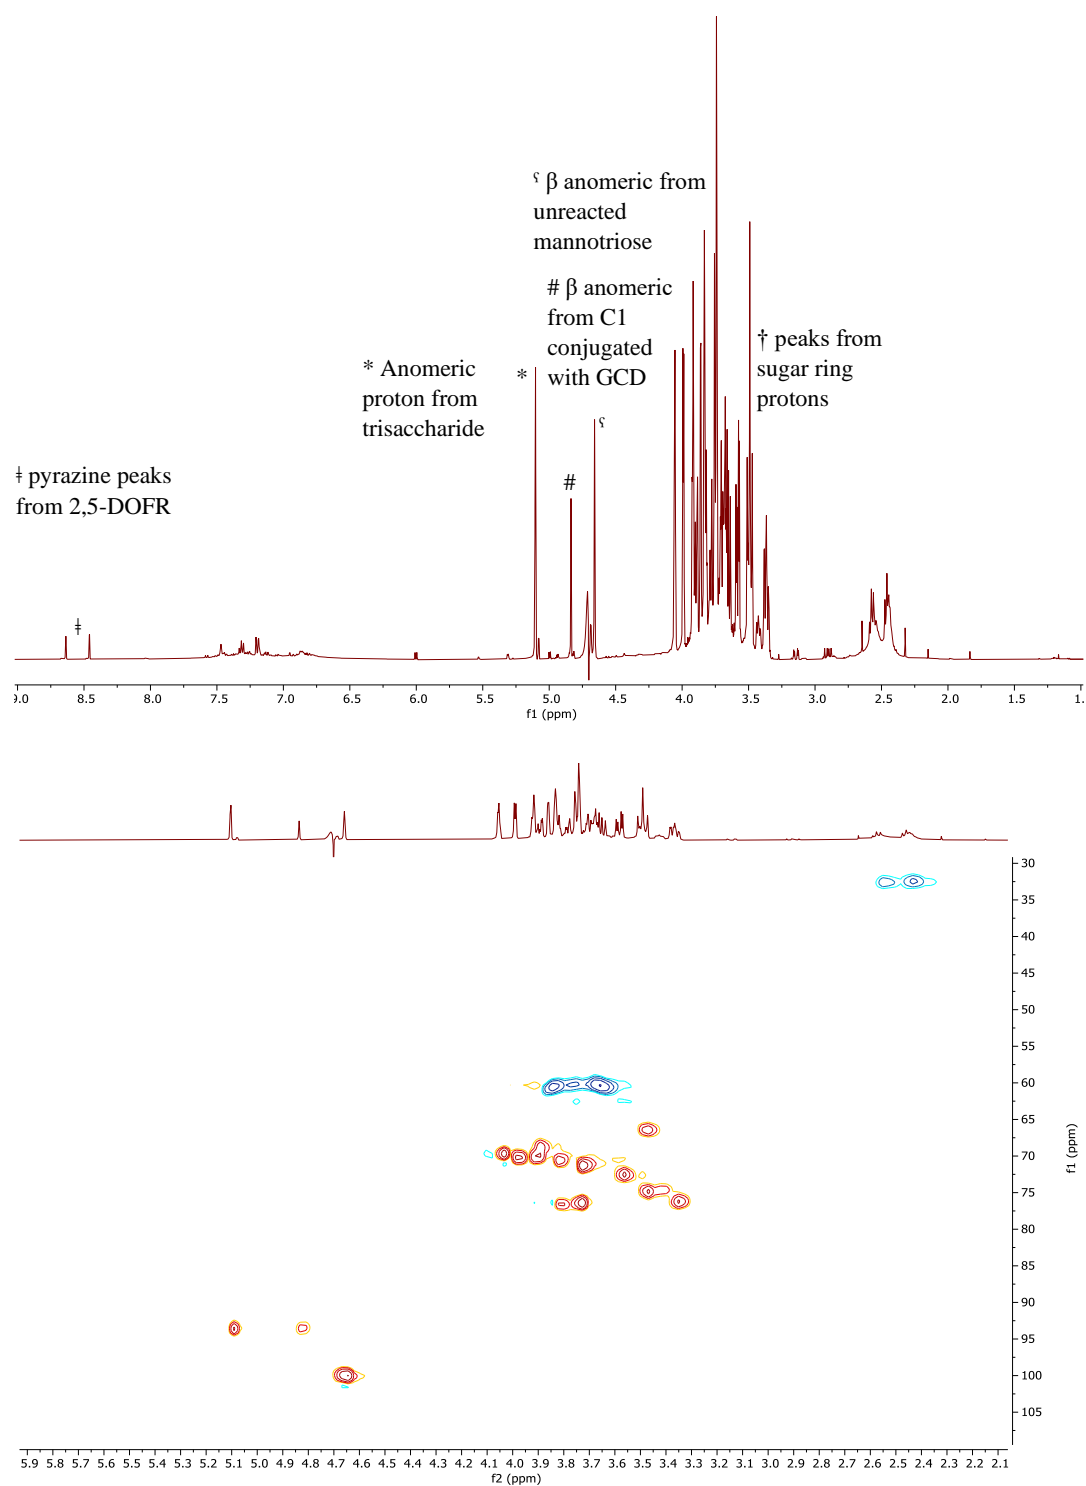 ʕ β anomeric from
unreacted
mannotriose
# β anomeric
from C1
conjugated
with GCD
† peaks from
sugar ring
protons
* Anomeric
proton from
trisaccharide
*
ʕ
#
ǂ pyrazine peaks
from 2,5-DOFR
ǂ
9.0 8.5 8.0 7.5 7.0 6.5 6.0 5.5 5.0 4.5 4.0 3.5 3.0 2.5 2.0 1.5 1.
f1 (ppm)
30
35
40
45
50
55
60
65
70
75
80
85
90
95
100
105
f1 (ppm)
5.9 5.8 5.7 5.6 5.5 5.4 5.3 5.2 5.1 5.0 4.9 4.8 4.7 4.6 4.5 4.4 4.3 4.2 4.1 4.0 3.9 3.8 3.7 3.6 3.5 3.4 3.3 3.2 3.1 3.0 2.9 2.8 2.7 2.6 2.5 2.4 2.3 2.2 2.1
f2 (ppm)